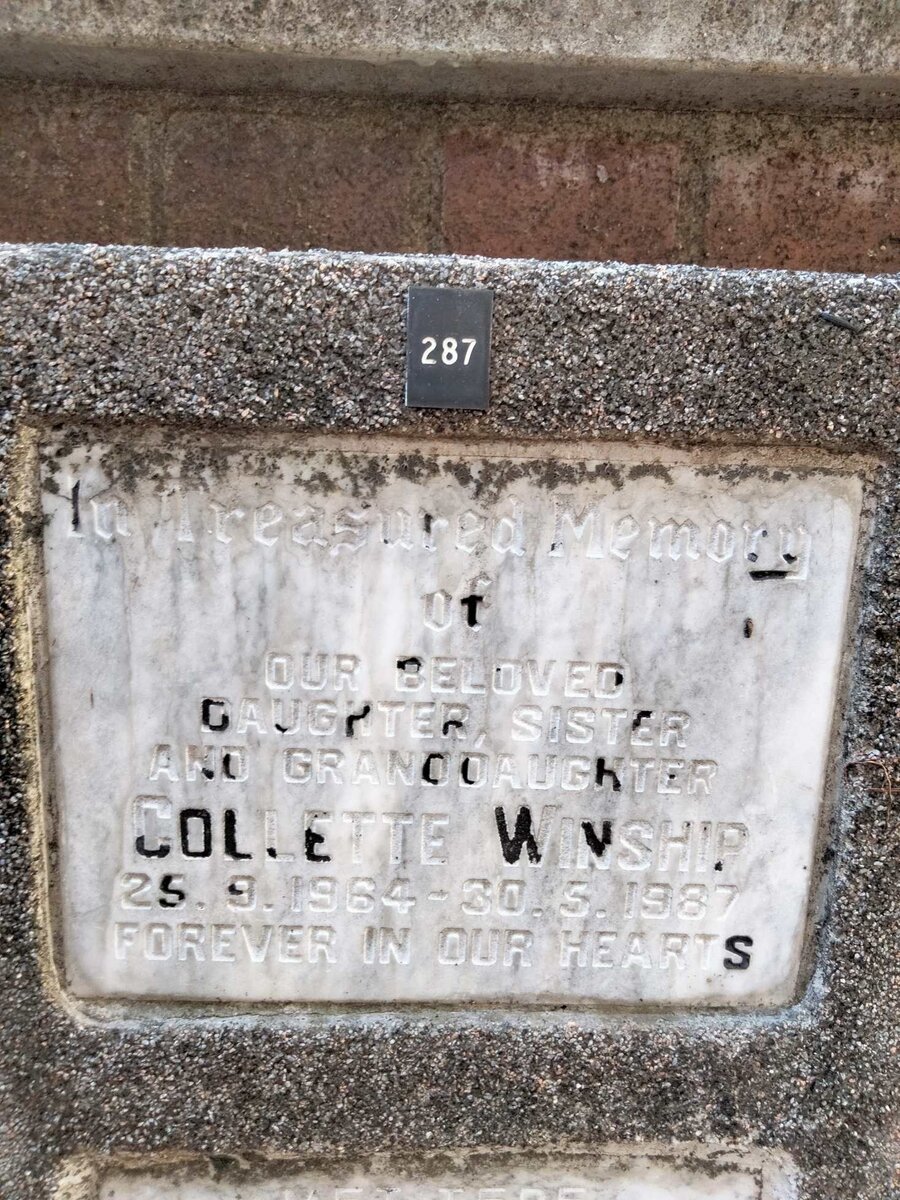 287
In Treasured Memory
of
OUR BELOVED
DAUGHTER, SISTER
AND GRANDDAUGHTER
COLLETTE WINSHIP
25. 9. 1964 - 30. 5. 1987
FOREVER IN OUR HEARTS